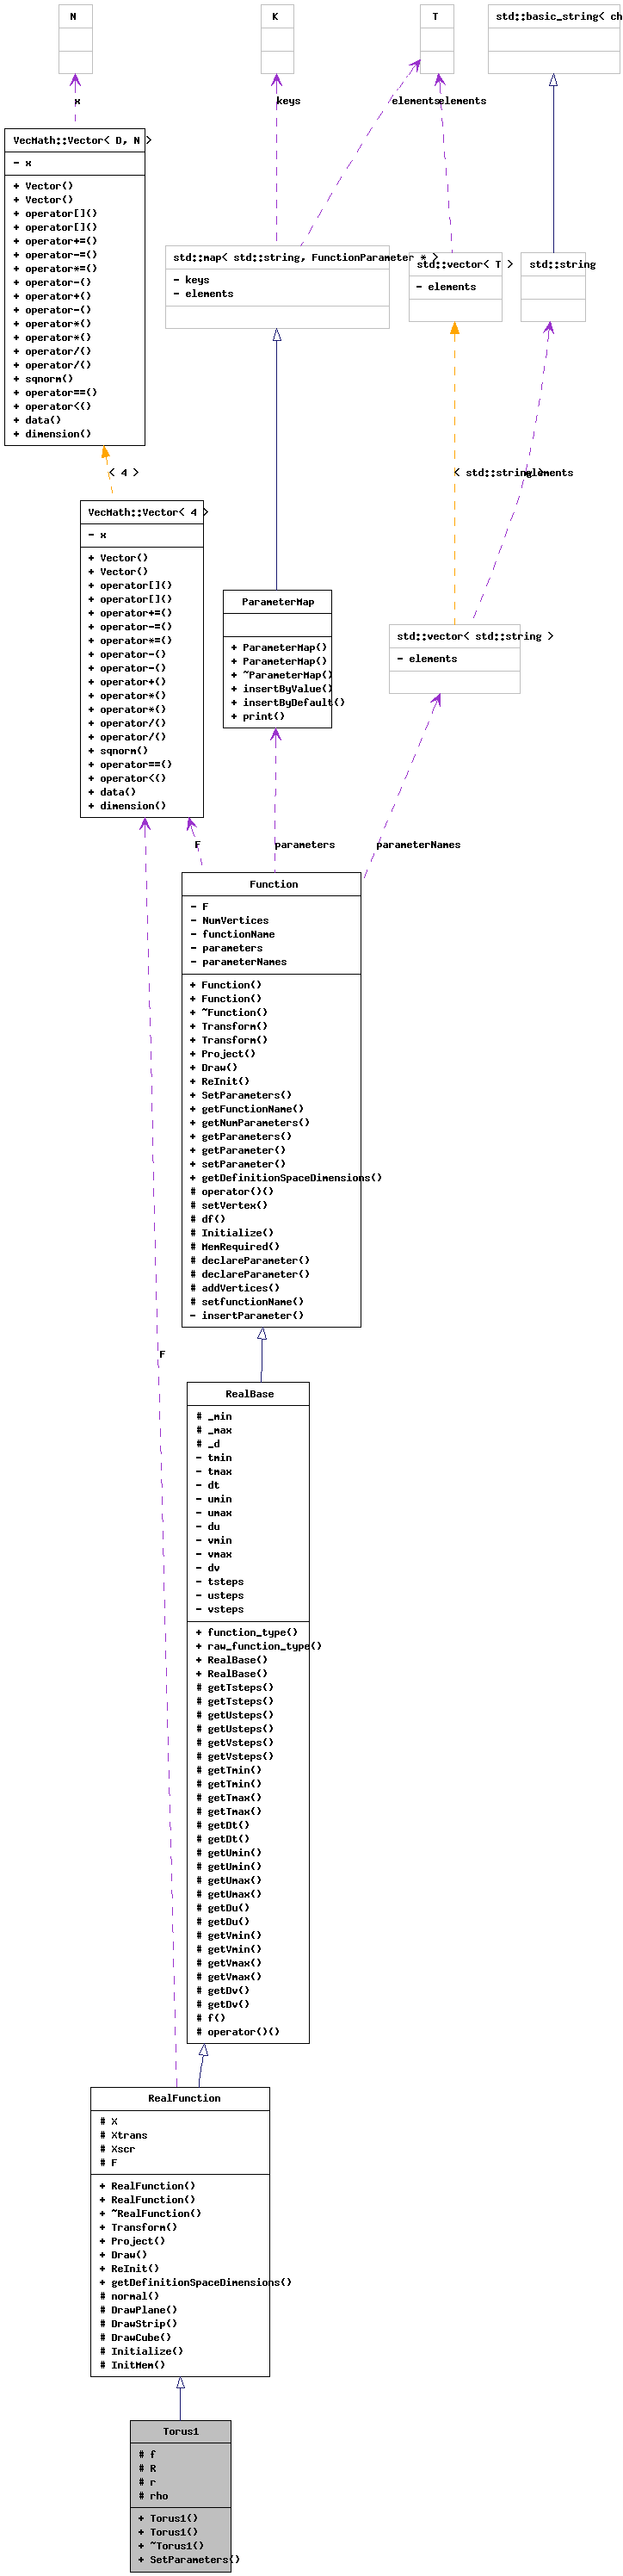 N
K
T
std::basic_string< ch
x
keys
elements
elements
VecMath::Vector< D, N >
- x
+ Vector()
+ Vector()
+ operator[]()
+ operator[]()
+ operator+=()
+ operator-=()
+ operator*=()
+ operator-()
+ operator+()
+ operator-()
+ operator*()
+ operator*()
+ operator/()
+ operator/()
+ sqnorm()
+ operator==()
+ operator<()
+ data()
+ dimension()
std::map< std::string, FunctionParameter * >
- keys
- elements
std::vector< T >
- elements
std::string
< 4 >
< std::string >
elements
VecMath::Vector< 4 >
- x
+ Vector()
+ Vector()
+ operator[]()
+ operator[]()
+ operator+=()
+ operator-=()
+ operator*=()
+ operator-()
+ operator-()
+ operator+()
+ operator*()
+ operator*()
+ operator/()
+ operator/()
+ sqnorm()
+ operator==()
+ operator<()
+ data()
+ dimension()
ParameterMap
+ ParameterMap()
+ ParameterMap()
+ ~ParameterMap()
+ insertByValue()
+ insertByDefault()
+ print()
std::vector< std::string >
- elements
F
parameters
parameterNames
Function
- F
- NumVertices
- functionName
- parameters
- parameterNames
+ Function()
+ Function()
+ ~Function()
+ Transform()
+ Transform()
+ Project()
+ Draw()
+ ReInit()
+ SetParameters()
+ getFunctionName()
+ getNumParameters()
+ getParameters()
+ getParameter()
+ setParameter()
+ getDefinitionSpaceDimensions()
# operator()()
# setVertex()
# df()
# Initialize()
# MemRequired()
# declareParameter()
# declareParameter()
# addVertices()
# setfunctionName()
- insertParameter()
F
RealBase
# _min
# _max
# _d
- tmin
- tmax
- dt
- umin
- umax
- du
- vmin
- vmax
- dv
- tsteps
- usteps
- vsteps
+ function_type()
+ raw_function_type()
+ RealBase()
+ RealBase()
# getTsteps()
# getTsteps()
# getUsteps()
# getUsteps()
# getVsteps()
# getVsteps()
# getTmin()
# getTmin()
# getTmax()
# getTmax()
# getDt()
# getDt()
# getUmin()
# getUmin()
# getUmax()
# getUmax()
# getDu()
# getDu()
# getVmin()
# getVmin()
# getVmax()
# getVmax()
# getDv()
# getDv()
# f()
# operator()()
RealFunction
# X
# Xtrans
# Xscr
# F
+ RealFunction()
+ RealFunction()
+ ~RealFunction()
+ Transform()
+ Project()
+ Draw()
+ ReInit()
+ getDefinitionSpaceDimensions()
# normal()
# DrawPlane()
# DrawStrip()
# DrawCube()
# Initialize()
# InitMem()
Torus1
# f
# R
# r
# rho
+ Torus1()
+ Torus1()
+ ~Torus1()
+ SetParameters()